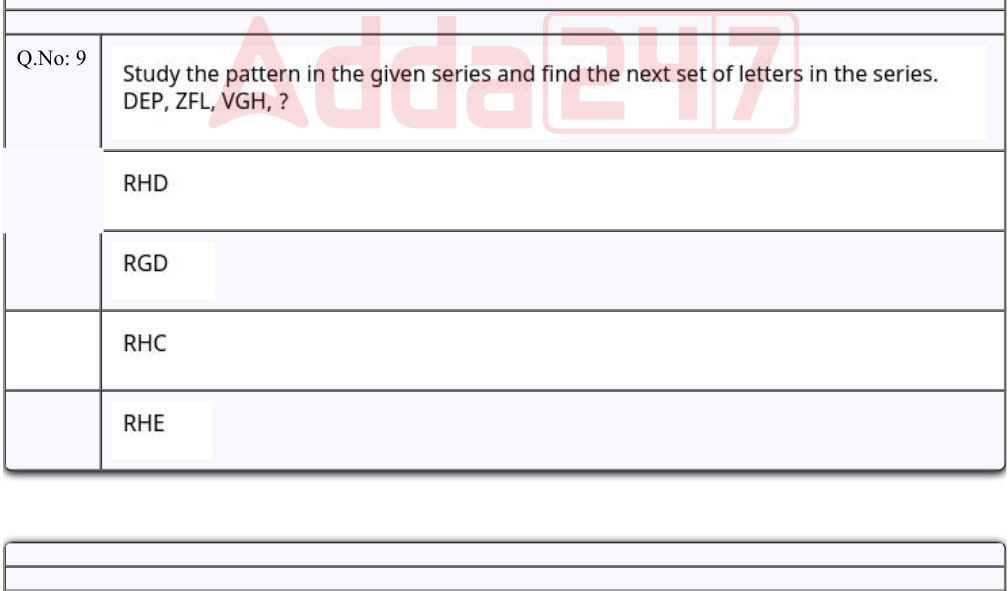 Q.No: 9
Study the pattern in the given series and find the next set of letters in the series.
DEP, ZFL, VGH, ?
Adda247
RHD
RGD
RHC
RHE